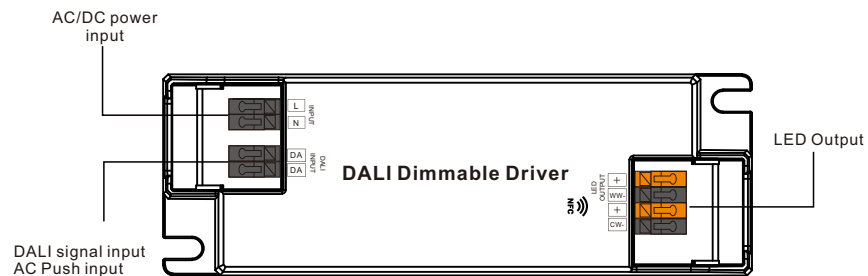 AC/DC power
input
L
N
INPUT
DA
DA
DALI
INPUT
DALI signal input
AC Push input
DALI Dimmable Driver
NFC
LED
OUTPUT
+
WW-
+
CW-
LED Output